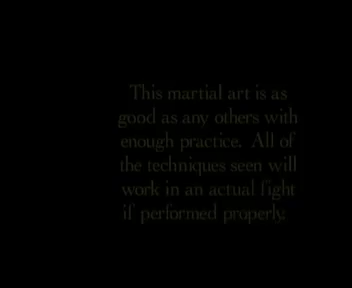 This martial art is as
good as any others with
enough practice. All of
the techniques seen will
work in an actual fight
if performed properly.